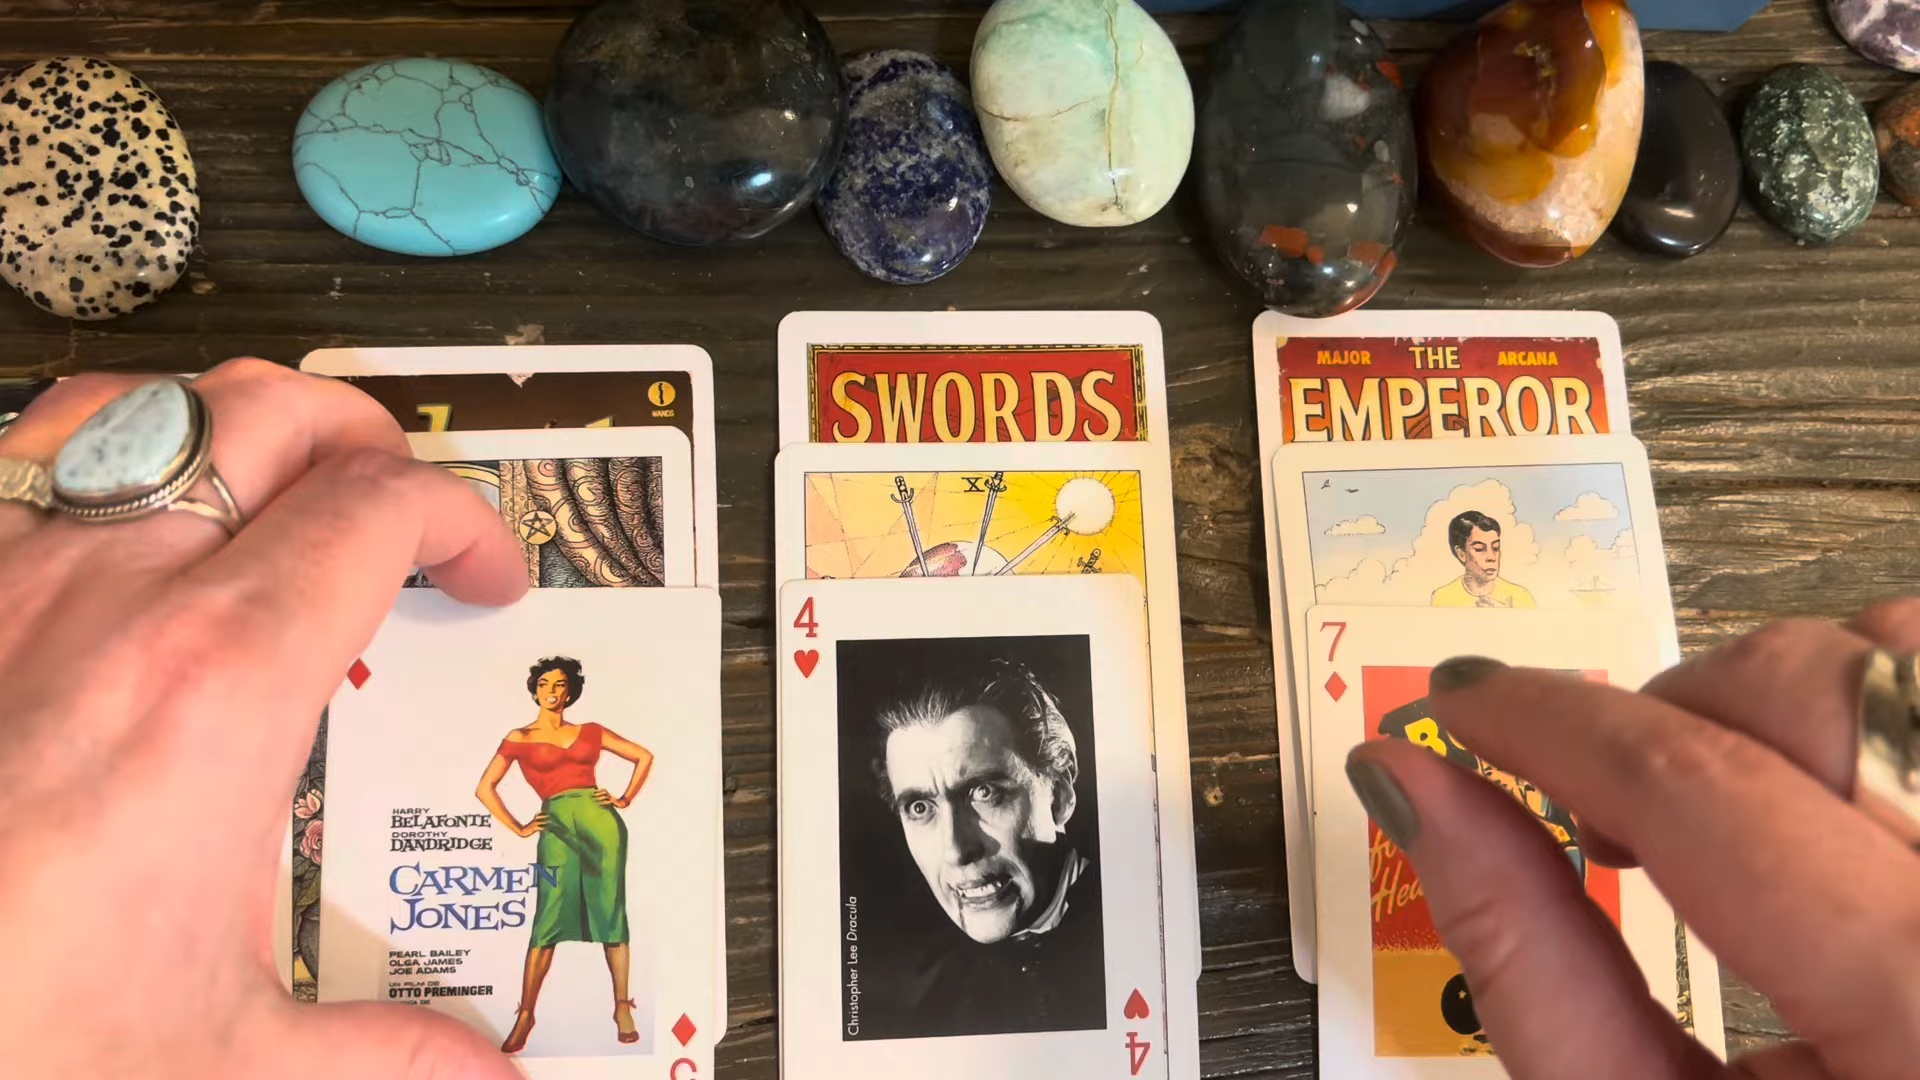 WANDS
SWORDS
MAJOR THE ARCANA
EMPEROR
X
4
7
HARRY
BELAFONTE
DOROTHY
DANDRIDGE
CARMEN
JONES
PEARL BAILEY
OLGA JAMES
JOE ADAMS
UN FILM DE
OTTO PREMINGER
Christopher Lee Dracula
4